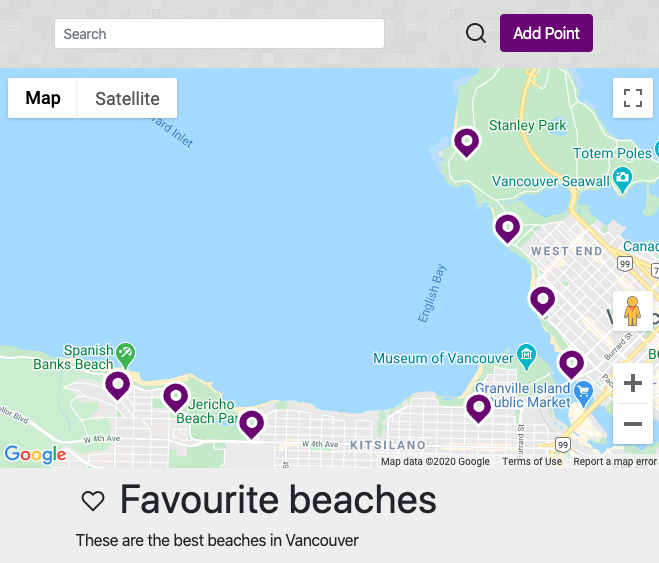 Search
Add Point
Map
Satellite
Inlet
Stanley Park
Totem Poles
Vancouver Seawall
WEST END
99
English Bay
Burrard St
Spanish
Banks Beach
Museum of Vancouver
Granville Island
Public Market
Jericho
Beach Par
W 4th Ave
W 4th Ave
KITSILANO
99
Google
Map data ©2020 Google
Terms of Use
Report a map error
Favourite beaches
These are the best beaches in Vancouver